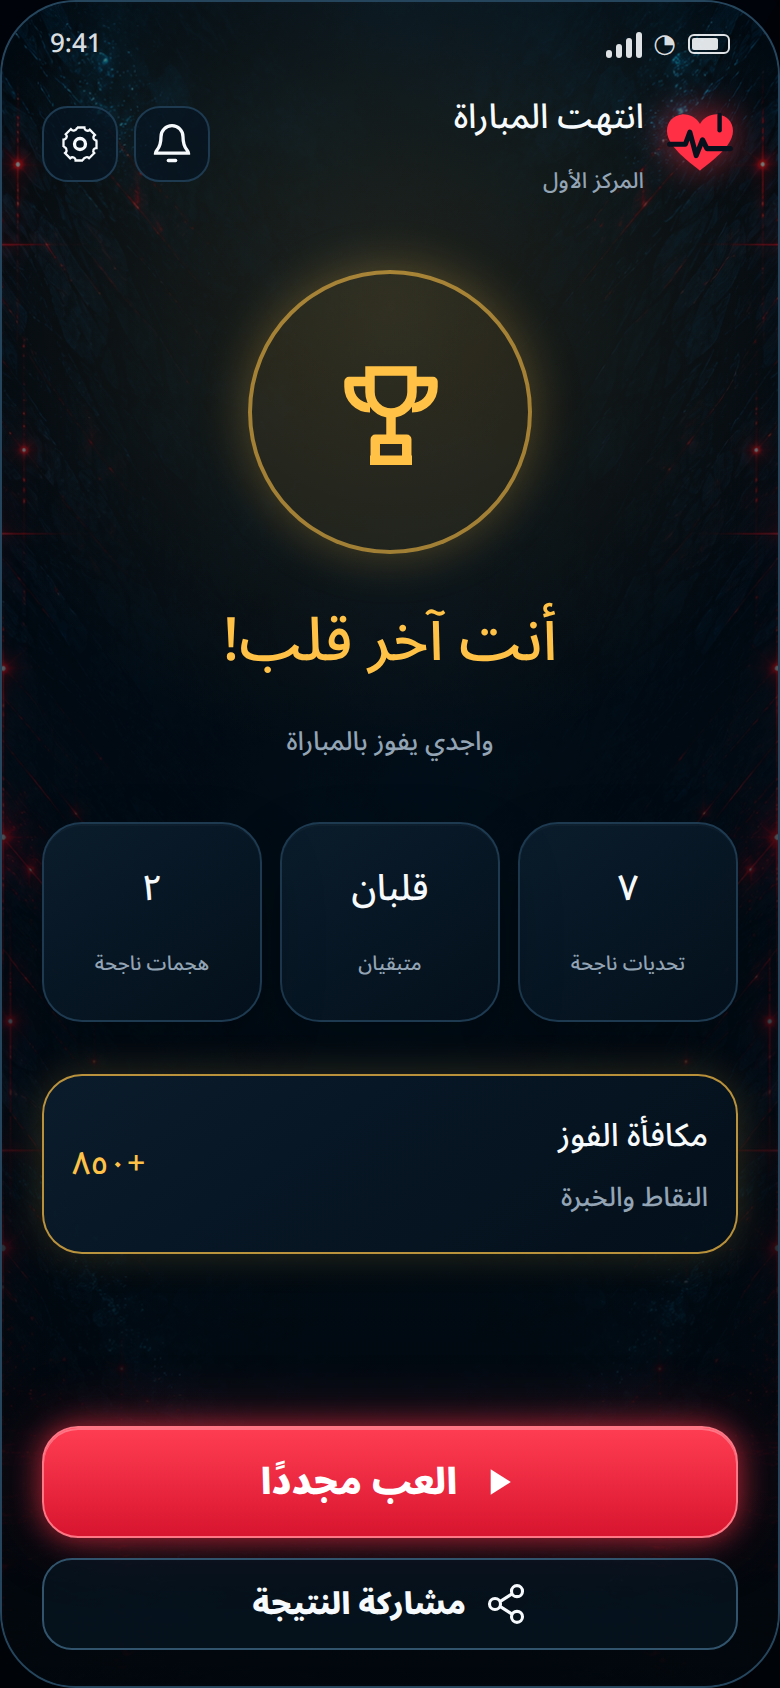 9:41
انتهت المباراة
المركز الأول
أنت آخر قلب!
واجدي يفوز بالمباراة
٧
تحديات ناجحة
قلبان
متبقيان
٢
هجمات ناجحة
مكافأة الفوز
النقاط والخبرة
+٨٥٠
العب مجددًا
مشاركة النتيجة